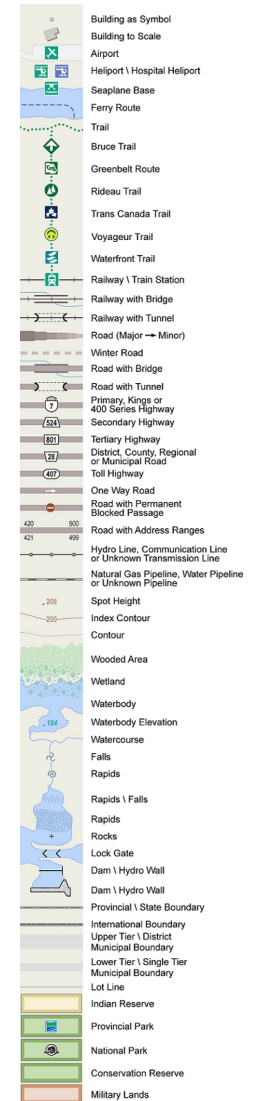 Building as Symbol
Building to Scale
Airport
Heliport \ Hospital Heliport
Seaplane Base
Ferry Route
Trail
Bruce Trail
Greenbelt Route
Rideau Trail
Trans Canada Trail
Voyageur Trail
Waterfront Trail
Railway \ Train Station
Railway with Bridge
Railway with Tunnel
Road (Major → Minor)
Winter Road
Road with Bridge
Road with Tunnel
7
Primary, Kings or
400 Series Highway
524 Secondary Highway
801 Tertiary Highway
28
District, County, Regional
or Municipal Road
407 Toll Highway
One Way Road
Road with Permanent
Blocked Passage
420 500
Road with Address Ranges
421 499
Hydro Line, Communication Line
or Unknown Transmission Line
Natural Gas Pipeline, Water Pipeline
or Unknown Pipeline
208 Spot Height
200 Index Contour
Contour
Wooded Area
Wetland
Waterbody
184 Waterbody Elevation
Watercourse
Falls
Rapids
Rapids \ Falls
Rapids
Rocks
Lock Gate
Dam \ Hydro Wall
Dam \ Hydro Wall
Provincial \ State Boundary
International Boundary
Upper Tier \ District
Municipal Boundary
Lower Tier \ Single Tier
Municipal Boundary
Lot Line
Indian Reserve
Provincial Park
National Park
Conservation Reserve
Military Lands